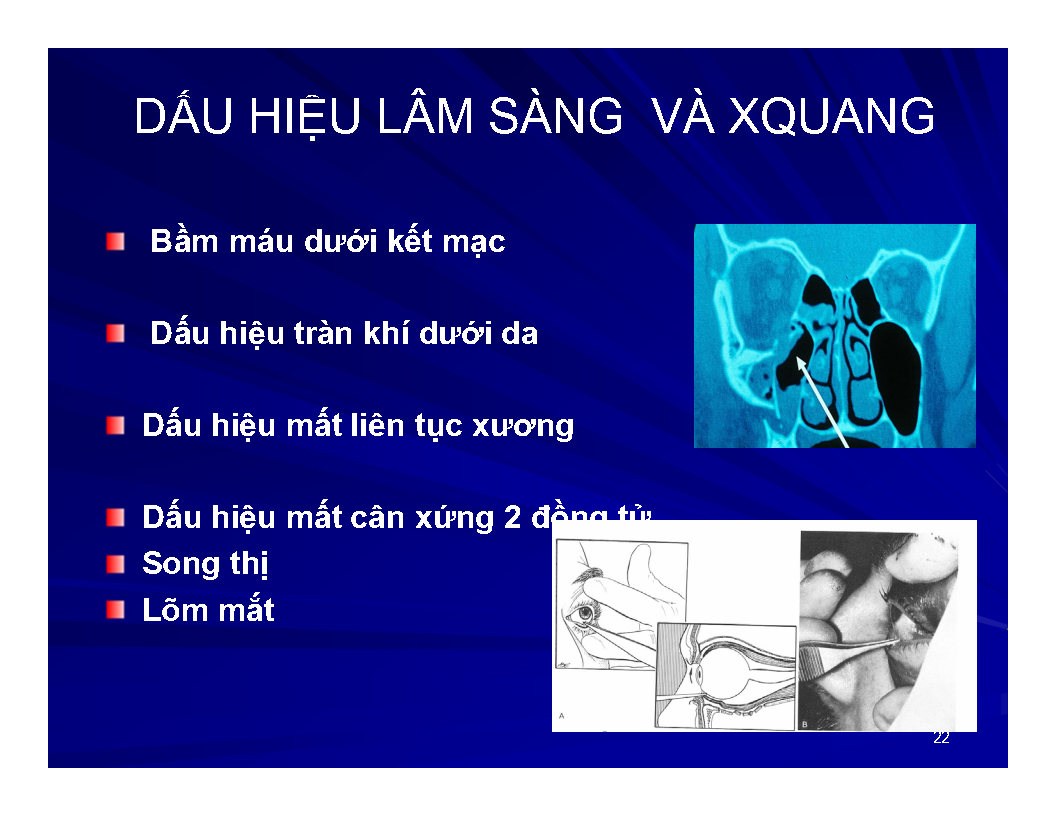 DẤU HIỆU LÂM SÀNG VÀ XQUANG
Bầm máu dưới kết mạc
Dấu hiệu tràn khí dưới da
Dấu hiệu mất liên tục xương
Dấu hiệu mất cân xứng 2 đồng tử
Song thị
Lõm mắt
A
B
22